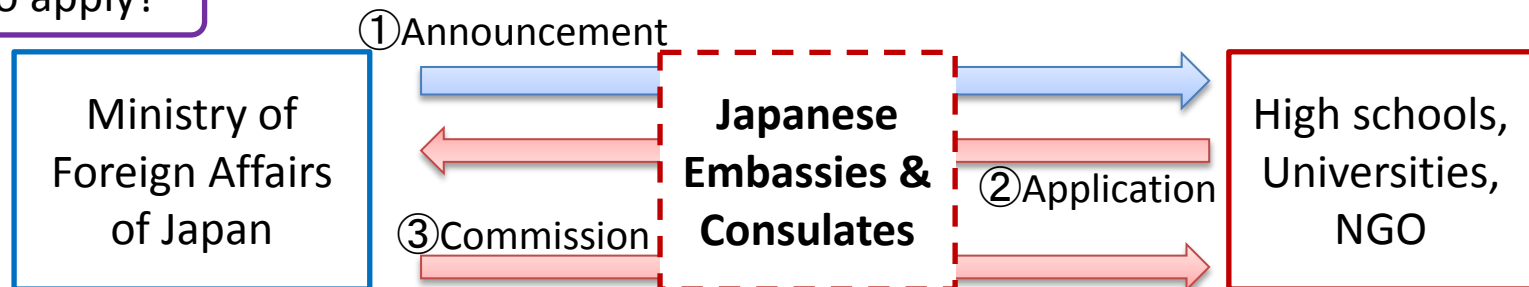 o apply?
①Announcement
Ministry of
Foreign Affairs
of Japan
Japanese
Embassies &
Consulates
High schools,
Universities,
NGO
②Application
③Commission